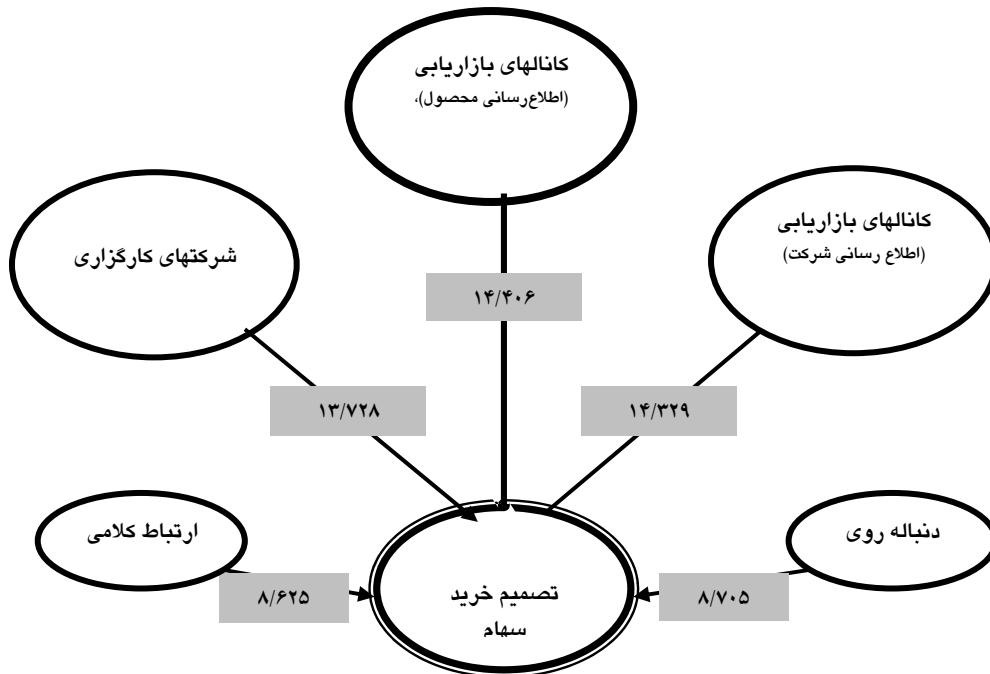 کانالهای بازاریابی
(اطلاع‌رسانی محصول)،
کانالهای بازاریابی
(اطلاع رسانی شرکت)
شرکتهای کارگزاری
۱۴/۴۰۶
۱۴/۳۲۹
۱۳/۷۲۸
دنباله روی
ارتباط کلامی
۸/۷۰۵
۸/۶۲۵
تصمیم خرید
سهام